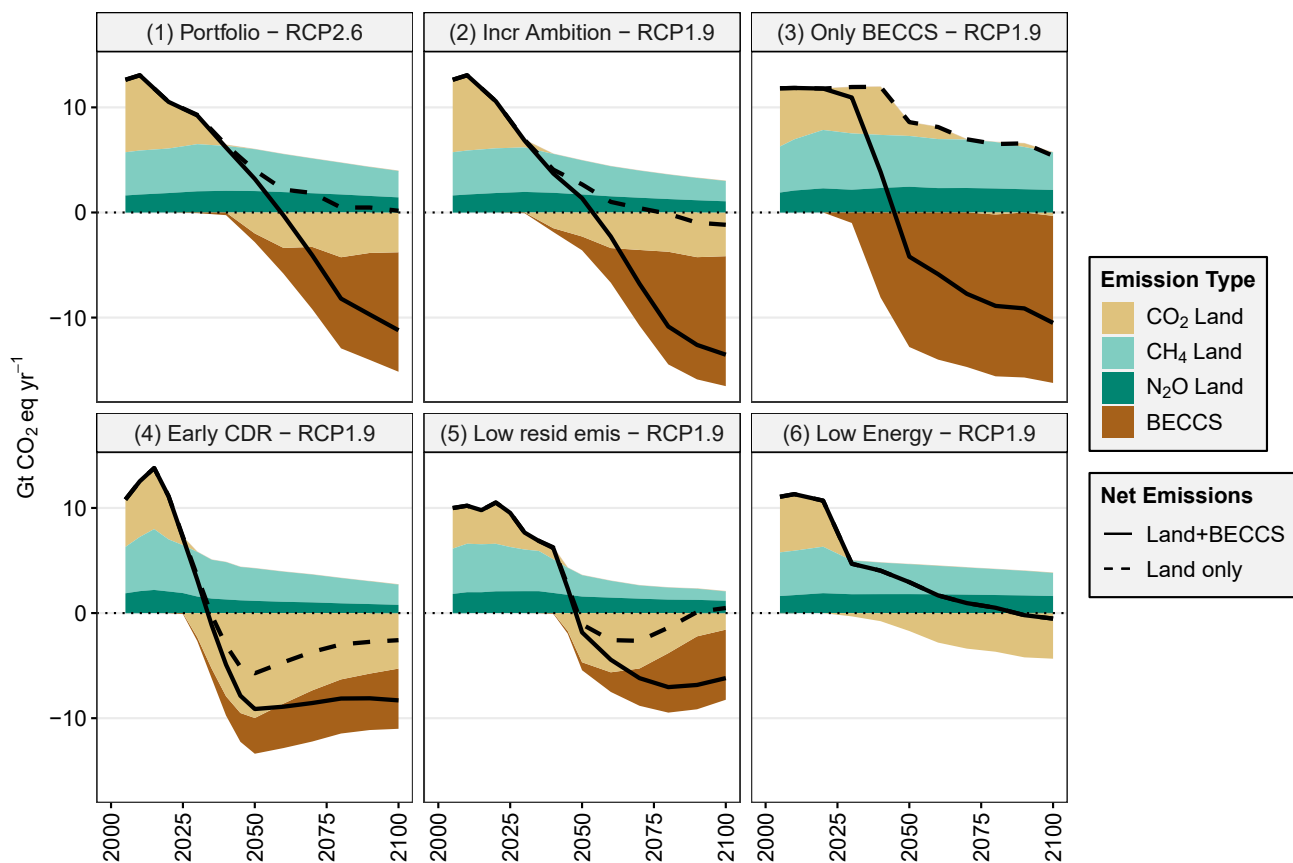 (1) Portfolio − RCP2.6
(2) Incr Ambition − RCP1.9
(3) Only BECCS − RCP1.9
10
0
−10
(4) Early CDR − RCP1.9
(5) Low resid emis − RCP1.9
(6) Low Energy − RCP1.9
10
0
−10
Gt CO₂ eq yr⁻¹
2000
2025
2050
2075
2100
2000
2025
2050
2075
2100
2000
2025
2050
2075
2100
Emission Type
CO₂ Land
CH₄ Land
N₂O Land
BECCS
Net Emissions
Land+BECCS
Land only